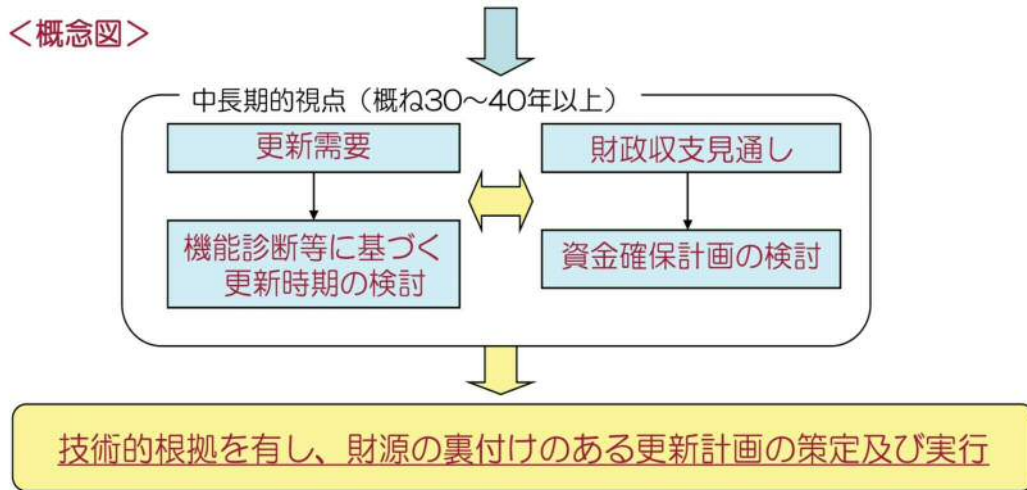 ＜概念図＞
中長期的視点（概ね30～40年以上）
更新需要
財政収支見通し
機能診断等に基づく
更新時期の検討
資金確保計画の検討
技術的根拠を有し、財源の裏付けのある更新計画の策定及び実行